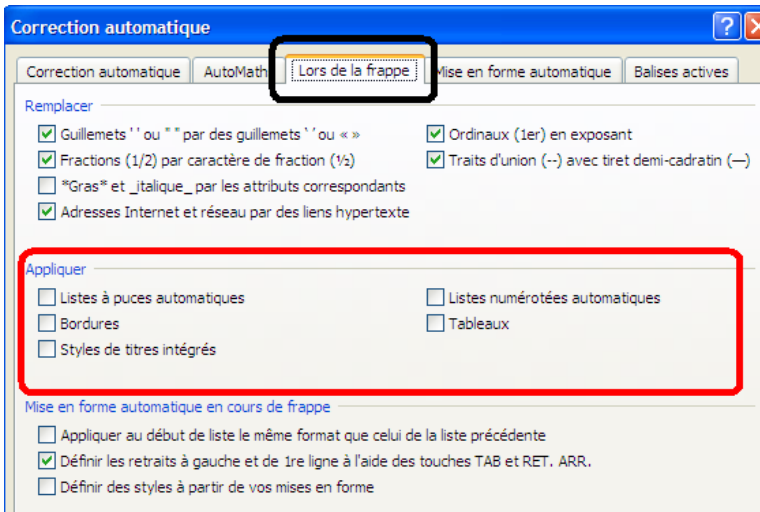 Correction automatique
Correction automatique AutoMath Lors de la frappe Mise en forme automatique Balises actives
Remplacer
Guillemets ' ' ou " " par des guillemets ‘ ’ ou « » Ordinaux (1er) en exposant
Fractions (1/2) par caractère de fraction (½) Traits d'union (--) avec tiret demi-cadratin (—)
*Gras* et _italique_ par les attributs correspondants
Adresses Internet et réseau par des liens hypertexte
Appliquer
Listes à puces automatiques Listes numérotées automatiques
Bordures Tableaux
Styles de titres intégrés
Mise en forme automatique en cours de frappe
Appliquer au début de liste le même format que celui de la liste précédente
Définir les retraits à gauche et de 1re ligne à l'aide des touches TAB et RET. ARR.
Définir des styles à partir de vos mises en forme